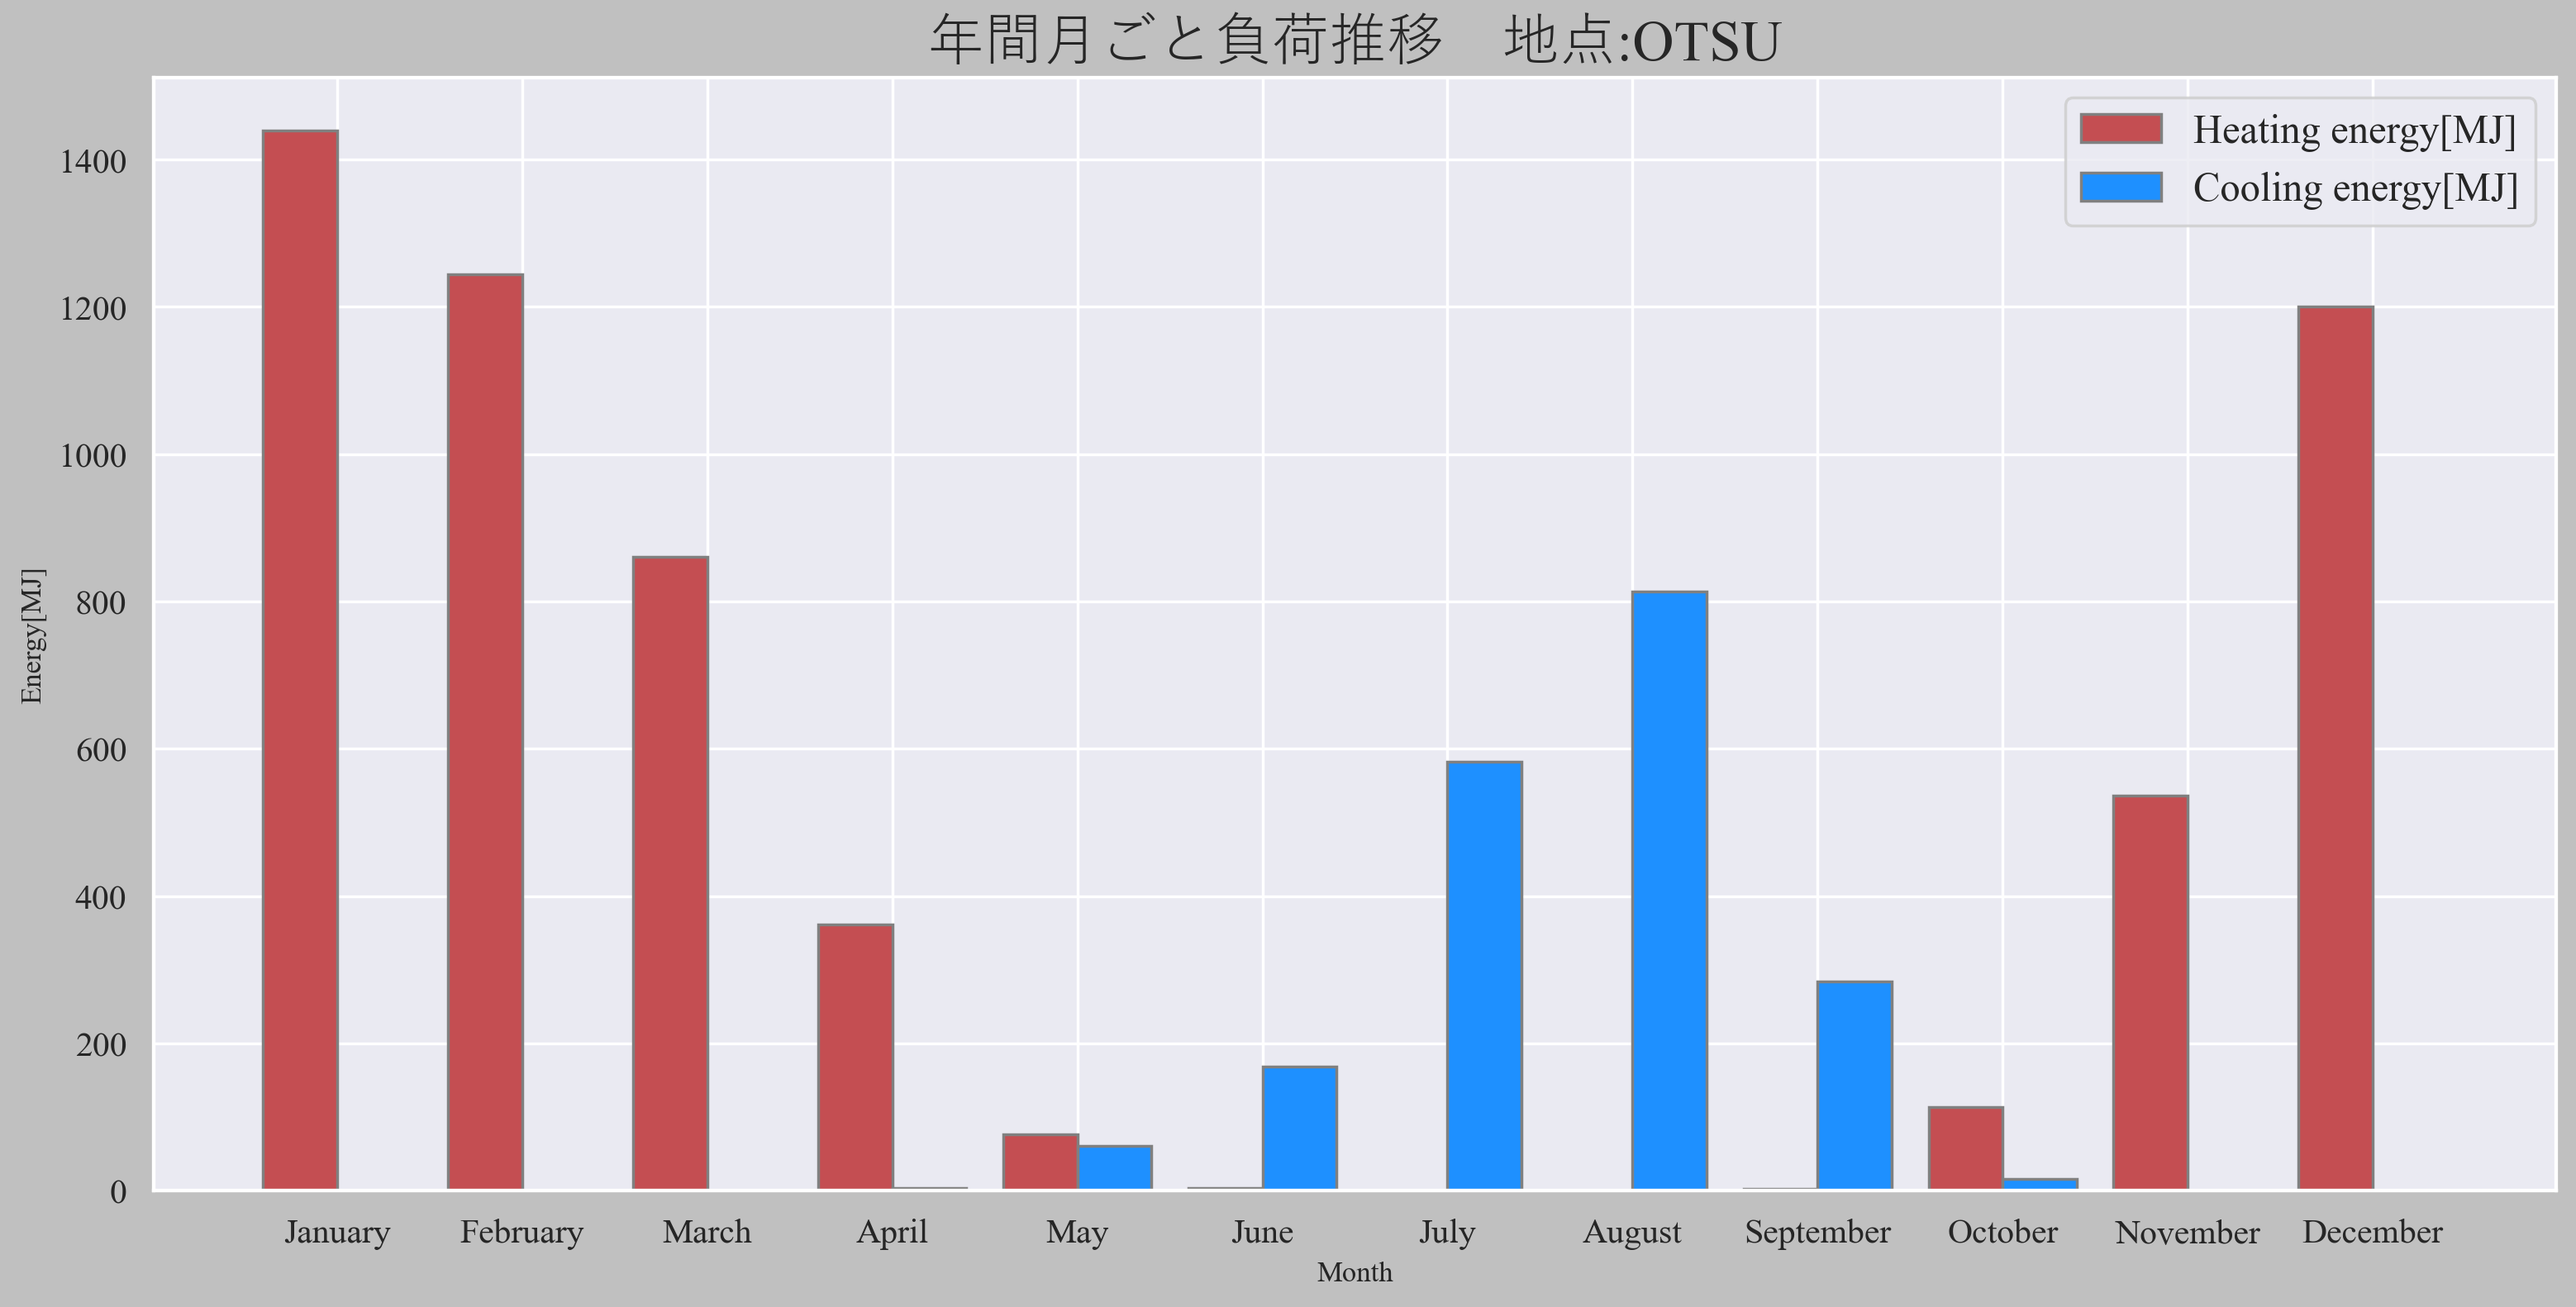 年間月ごと負荷推移　地点:OTSU
Heating energy[MJ]
Cooling energy[MJ]
Energy[MJ]
1400
1200
1000
800
600
400
200
0
January February March April May June July August September October November December
Month